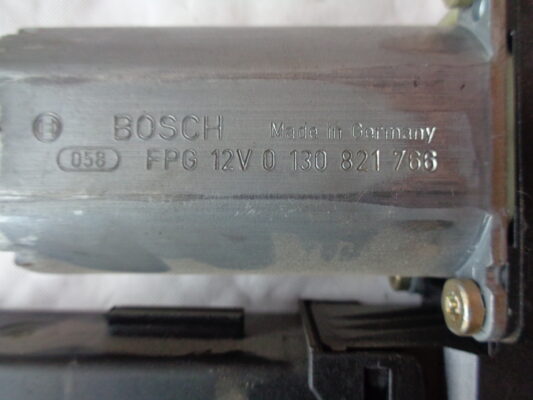 BOSCH Made in Germany
058 FPG 12V 0 130 821 766